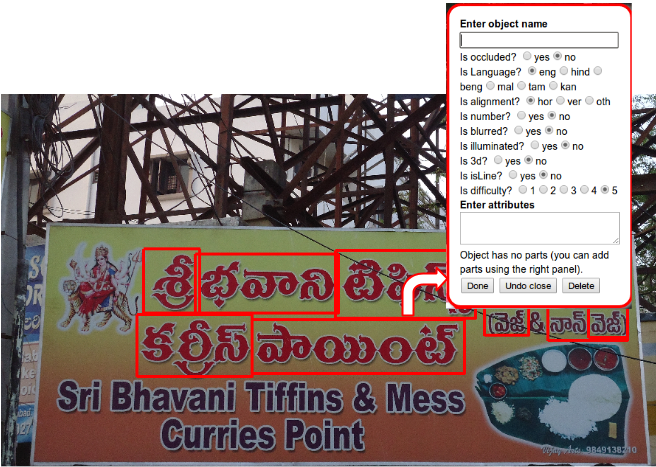 Enter object name
Is occluded? yes no
Is Language? eng hind
beng mal tam kan
Is alignment? hor ver oth
Is number? yes no
Is blurred? yes no
Is illuminated? yes no
Is 3d? yes no
Is isLine? yes no
Is difficulty? 1 2 3 4 5
Enter attributes
Object has no parts (you can add
parts using the right panel).
Done Undo close Delete
శ్రీ భవాని
(వెజ్ & నాన్ వెజ్)
కర్రీస్ పాయింట్
Sri Bhavani Tiffins & Mess
Curries Point
9849138210